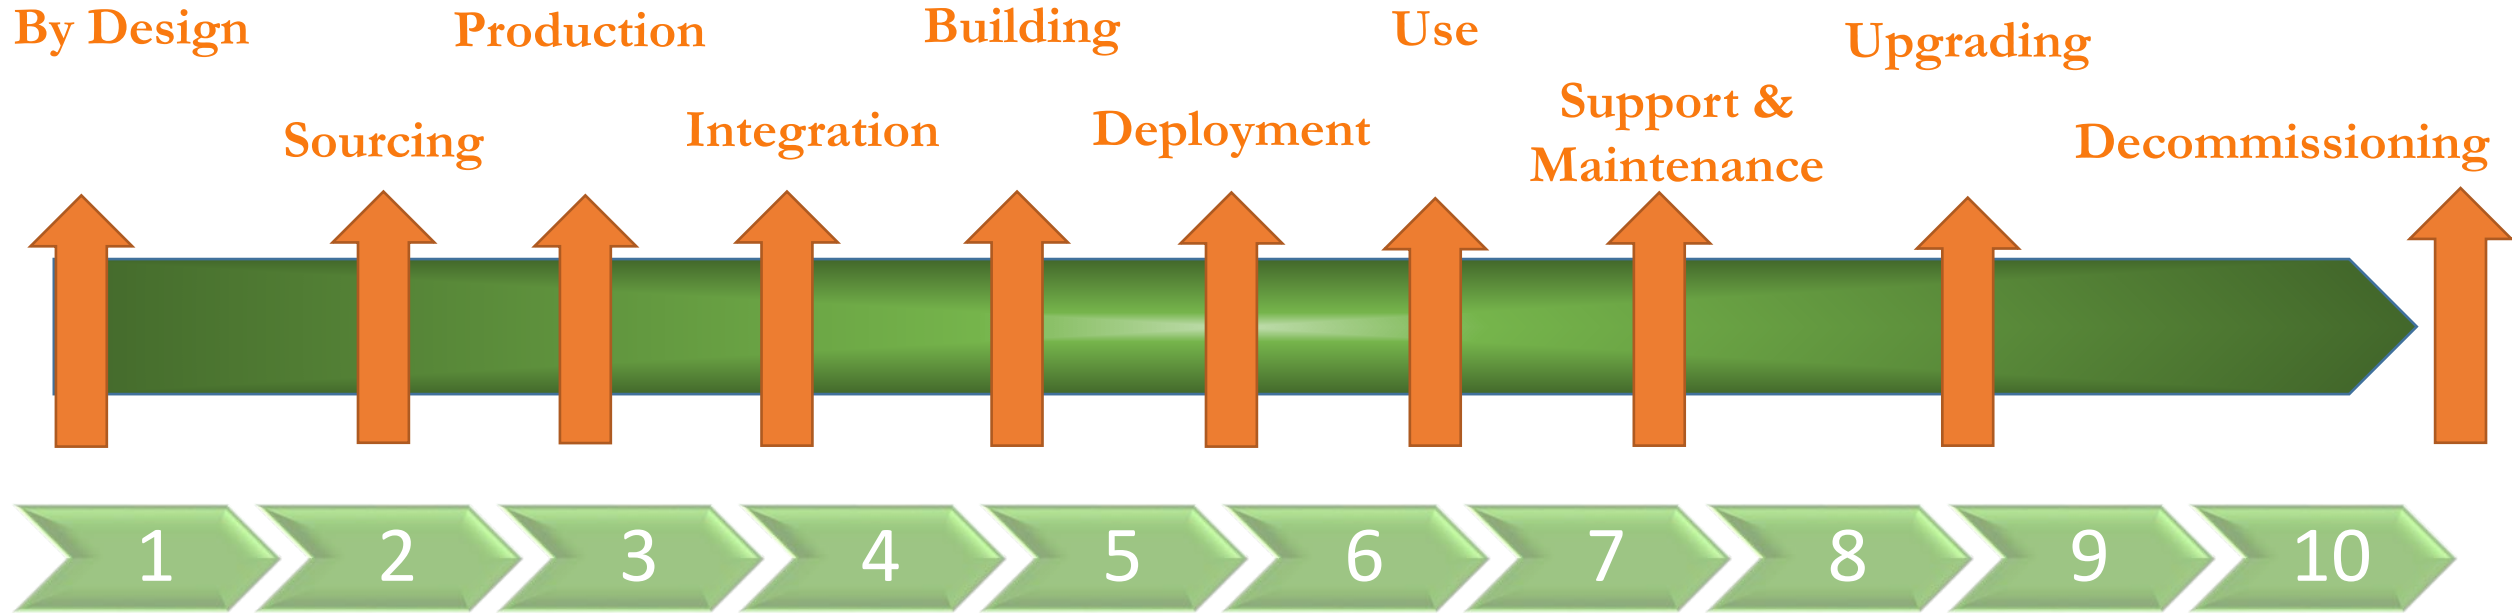 By Design
Sourcing
Production
Integration
Building
Deployment
Use
Support &
Maintenance
Upgrading
Decommissioning
1
2
3
4
5
6
7
8
9
10